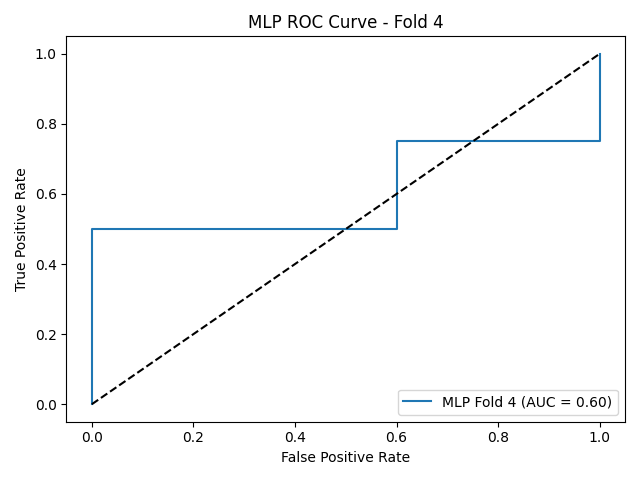 MLP ROC Curve - Fold 4
True Positive Rate
1.0
0.8
0.6
0.4
0.2
0.0
MLP Fold 4 (AUC = 0.60)
0.0 0.2 0.4 0.6 0.8 1.0
False Positive Rate